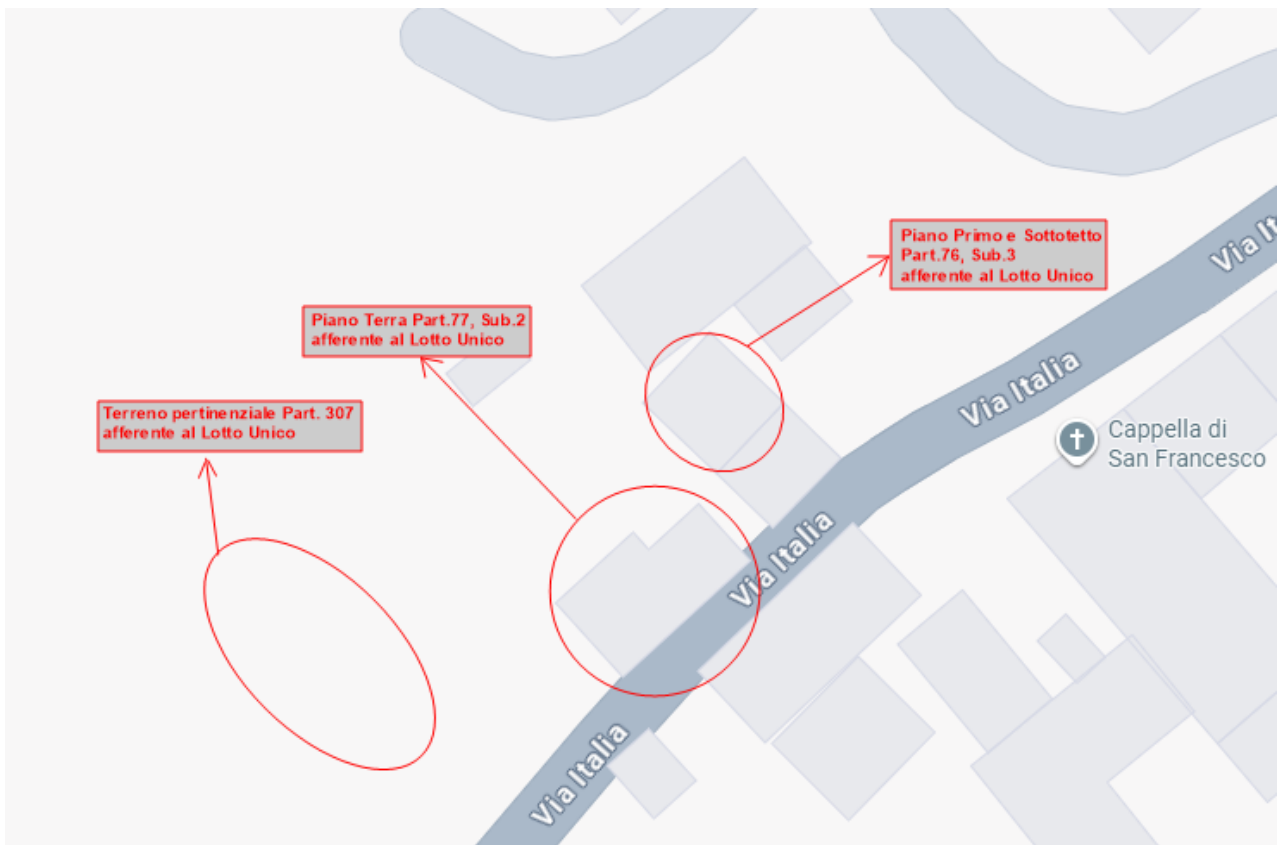 Piano Primo e Sottotetto
Part.76, Sub.3
afferente al Lotto Unico
Via It
Piano Terra Part.77, Sub.2
afferente al Lotto Unico
Via Italia
Terreno pertinenziale Part. 307
afferente al Lotto Unico
Cappella di
San Francesco
Via Italia
Via Italia